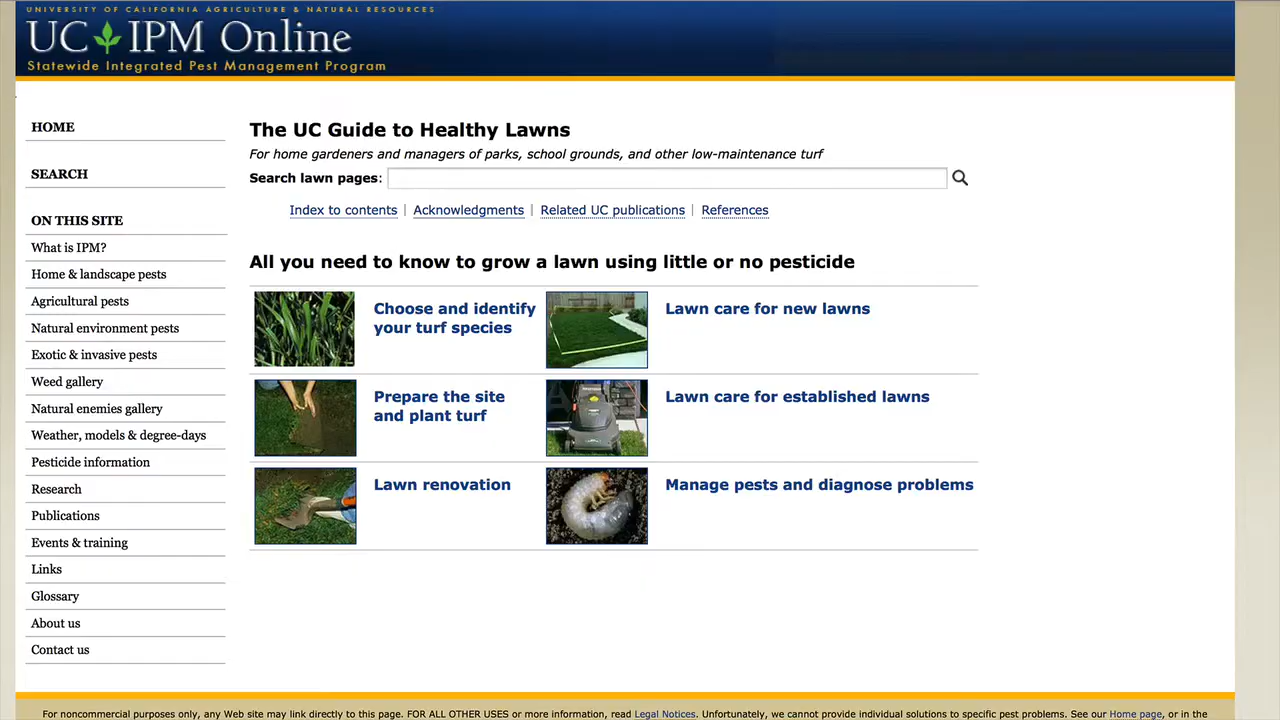 UNIVERSITY OF CALIFORNIA AGRICULTURE & NATURAL RESOURCES
UC IPM Online
Statewide Integrated Pest Management Program
HOME
SEARCH
ON THIS SITE
What is IPM?
Home & landscape pests
Agricultural pests
Natural environment pests
Exotic & invasive pests
Weed gallery
Natural enemies gallery
Weather, models & degree-days
Pesticide information
Research
Publications
Events & training
Links
Glossary
About us
Contact us
The UC Guide to Healthy Lawns
For home gardeners and managers of parks, school grounds, and other low-maintenance turf
Search lawn pages:
Index to contents | Acknowledgments | Related UC publications | References
All you need to know to grow a lawn using little or no pesticide
Choose and identify
your turf species
Lawn care for new lawns
Prepare the site
and plant turf
Lawn care for established lawns
Lawn renovation
Manage pests and diagnose problems
For noncommercial purposes only, any Web site may link directly to this page. FOR ALL OTHER USES or more information, read Legal Notices. Unfortunately, we cannot provide individual solutions to specific pest problems. See our Home page, or in the